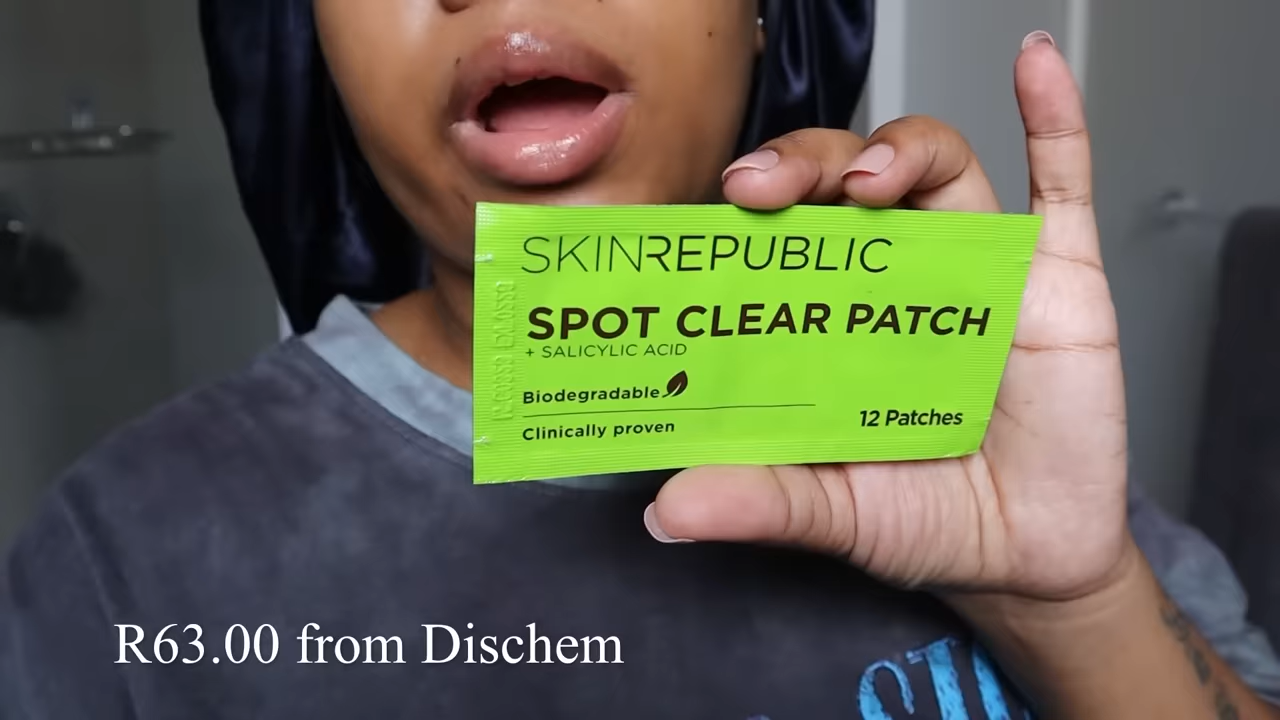 SKINREPUBLIC
SPOT CLEAR PATCH
+ SALICYLIC ACID
Biodegradable
12 Patches
Clinically proven
R63.00 from Dischem